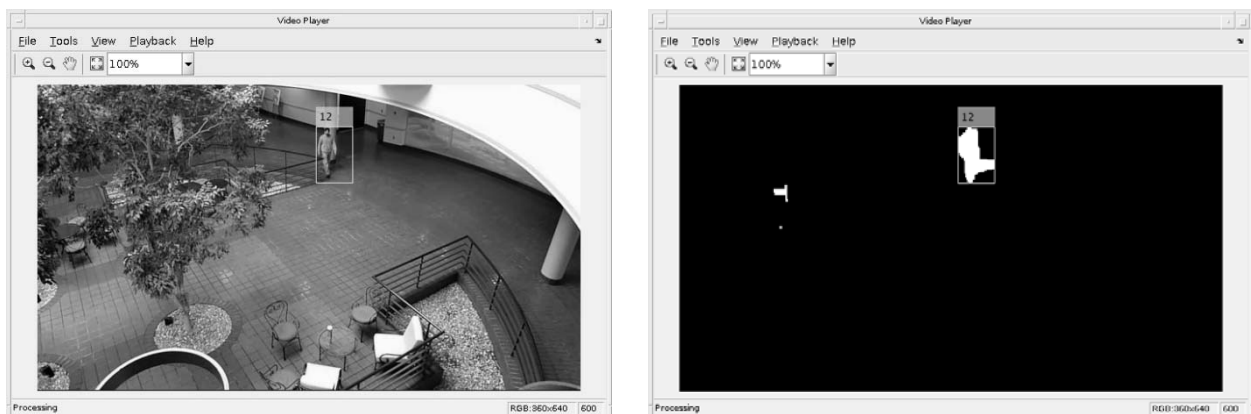 Video Player
File Tools View Playback Help
100%
12
Processing
RGB:360x640 600
Video Player
File Tools View Playback Help
100%
12
Processing
RGB:360x640 600